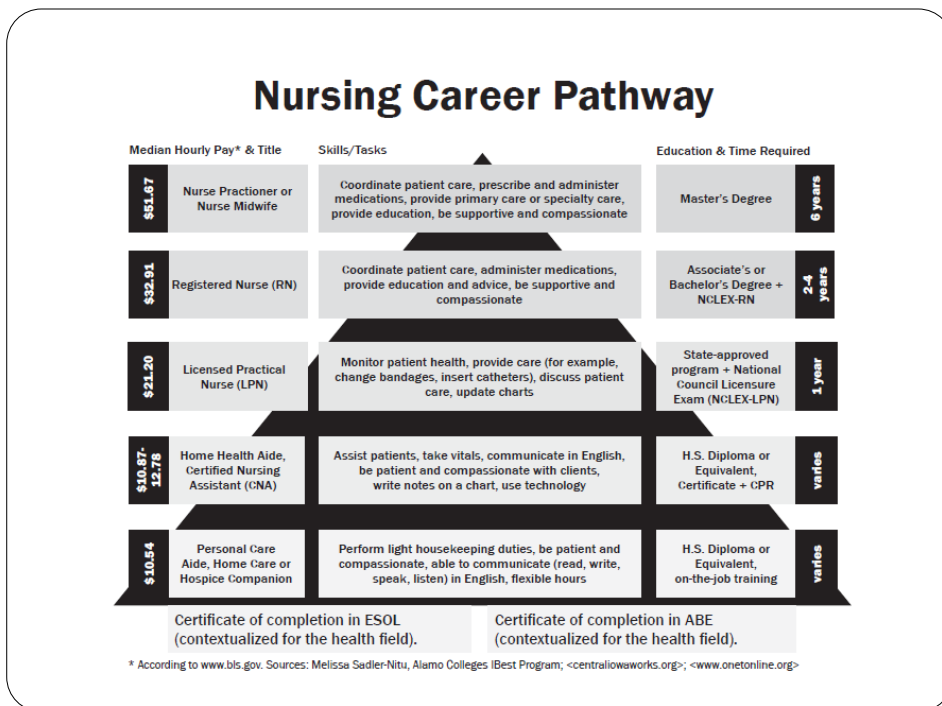 Nursing Career Pathway
Median Hourly Pay* & Title
Skills/Tasks
Education & Time Required
$51.67
Nurse Practioner or
Nurse Midwife
Coordinate patient care, prescribe and administer
medications, provide primary care or specialty care,
provide education, be supportive and compassionate
Master's Degree
6 years
$32.91
Registered Nurse (RN)
Coordinate patient care, administer medications,
provide education and advice, be supportive and
compassionate
Associate's or
Bachelor's Degree +
NCLEX-RN
2-4
years
$21.20
Licensed Practical
Nurse (LPN)
Monitor patient health, provide care (for example,
change bandages, insert catheters), discuss patient
care, update charts
State-approved
program + National
Council Licensure
Exam (NCLEX-LPN)
1 year
$10.87-
12.78
Home Health Aide,
Certified Nursing
Assistant (CNA)
Assist patients, take vitals, communicate in English,
be patient and compassionate with clients,
write notes on a chart, use technology
H.S. Diploma or
Equivalent,
Certificate + CPR
varies
$10.54
Personal Care
Aide, Home Care or
Hospice Companion
Perform light housekeeping duties, be patient and
compassionate, able to communicate (read, write,
speak, listen) in English, flexible hours
H.S. Diploma or
Equivalent,
on-the-job training
varies
Certificate of completion in ESOL
(contextualized for the health field).
Certificate of completion in ABE
(contextualized for the health field).
* According to www.bls.gov. Sources: Melissa Sadler-Nitu, Alamo Colleges IBest Program; <centraliowaworks.org>; <www.onetonline.org>